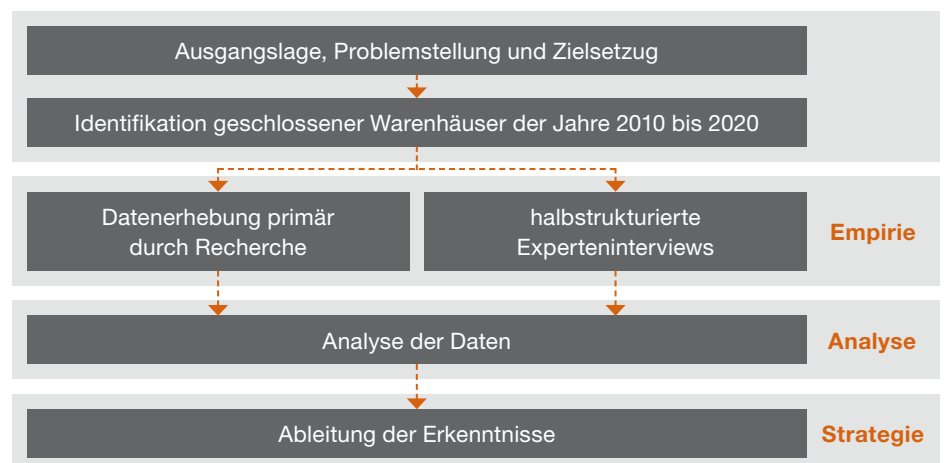 Ausgangslage, Problemstellung und Zielsetzug
Identifikation geschlossener Warenhäuser der Jahre 2010 bis 2020
Datenerhebung primär
durch Recherche
halbstrukturierte
Experteninterviews
Empirie
Analyse der Daten
Analyse
Ableitung der Erkenntnisse
Strategie